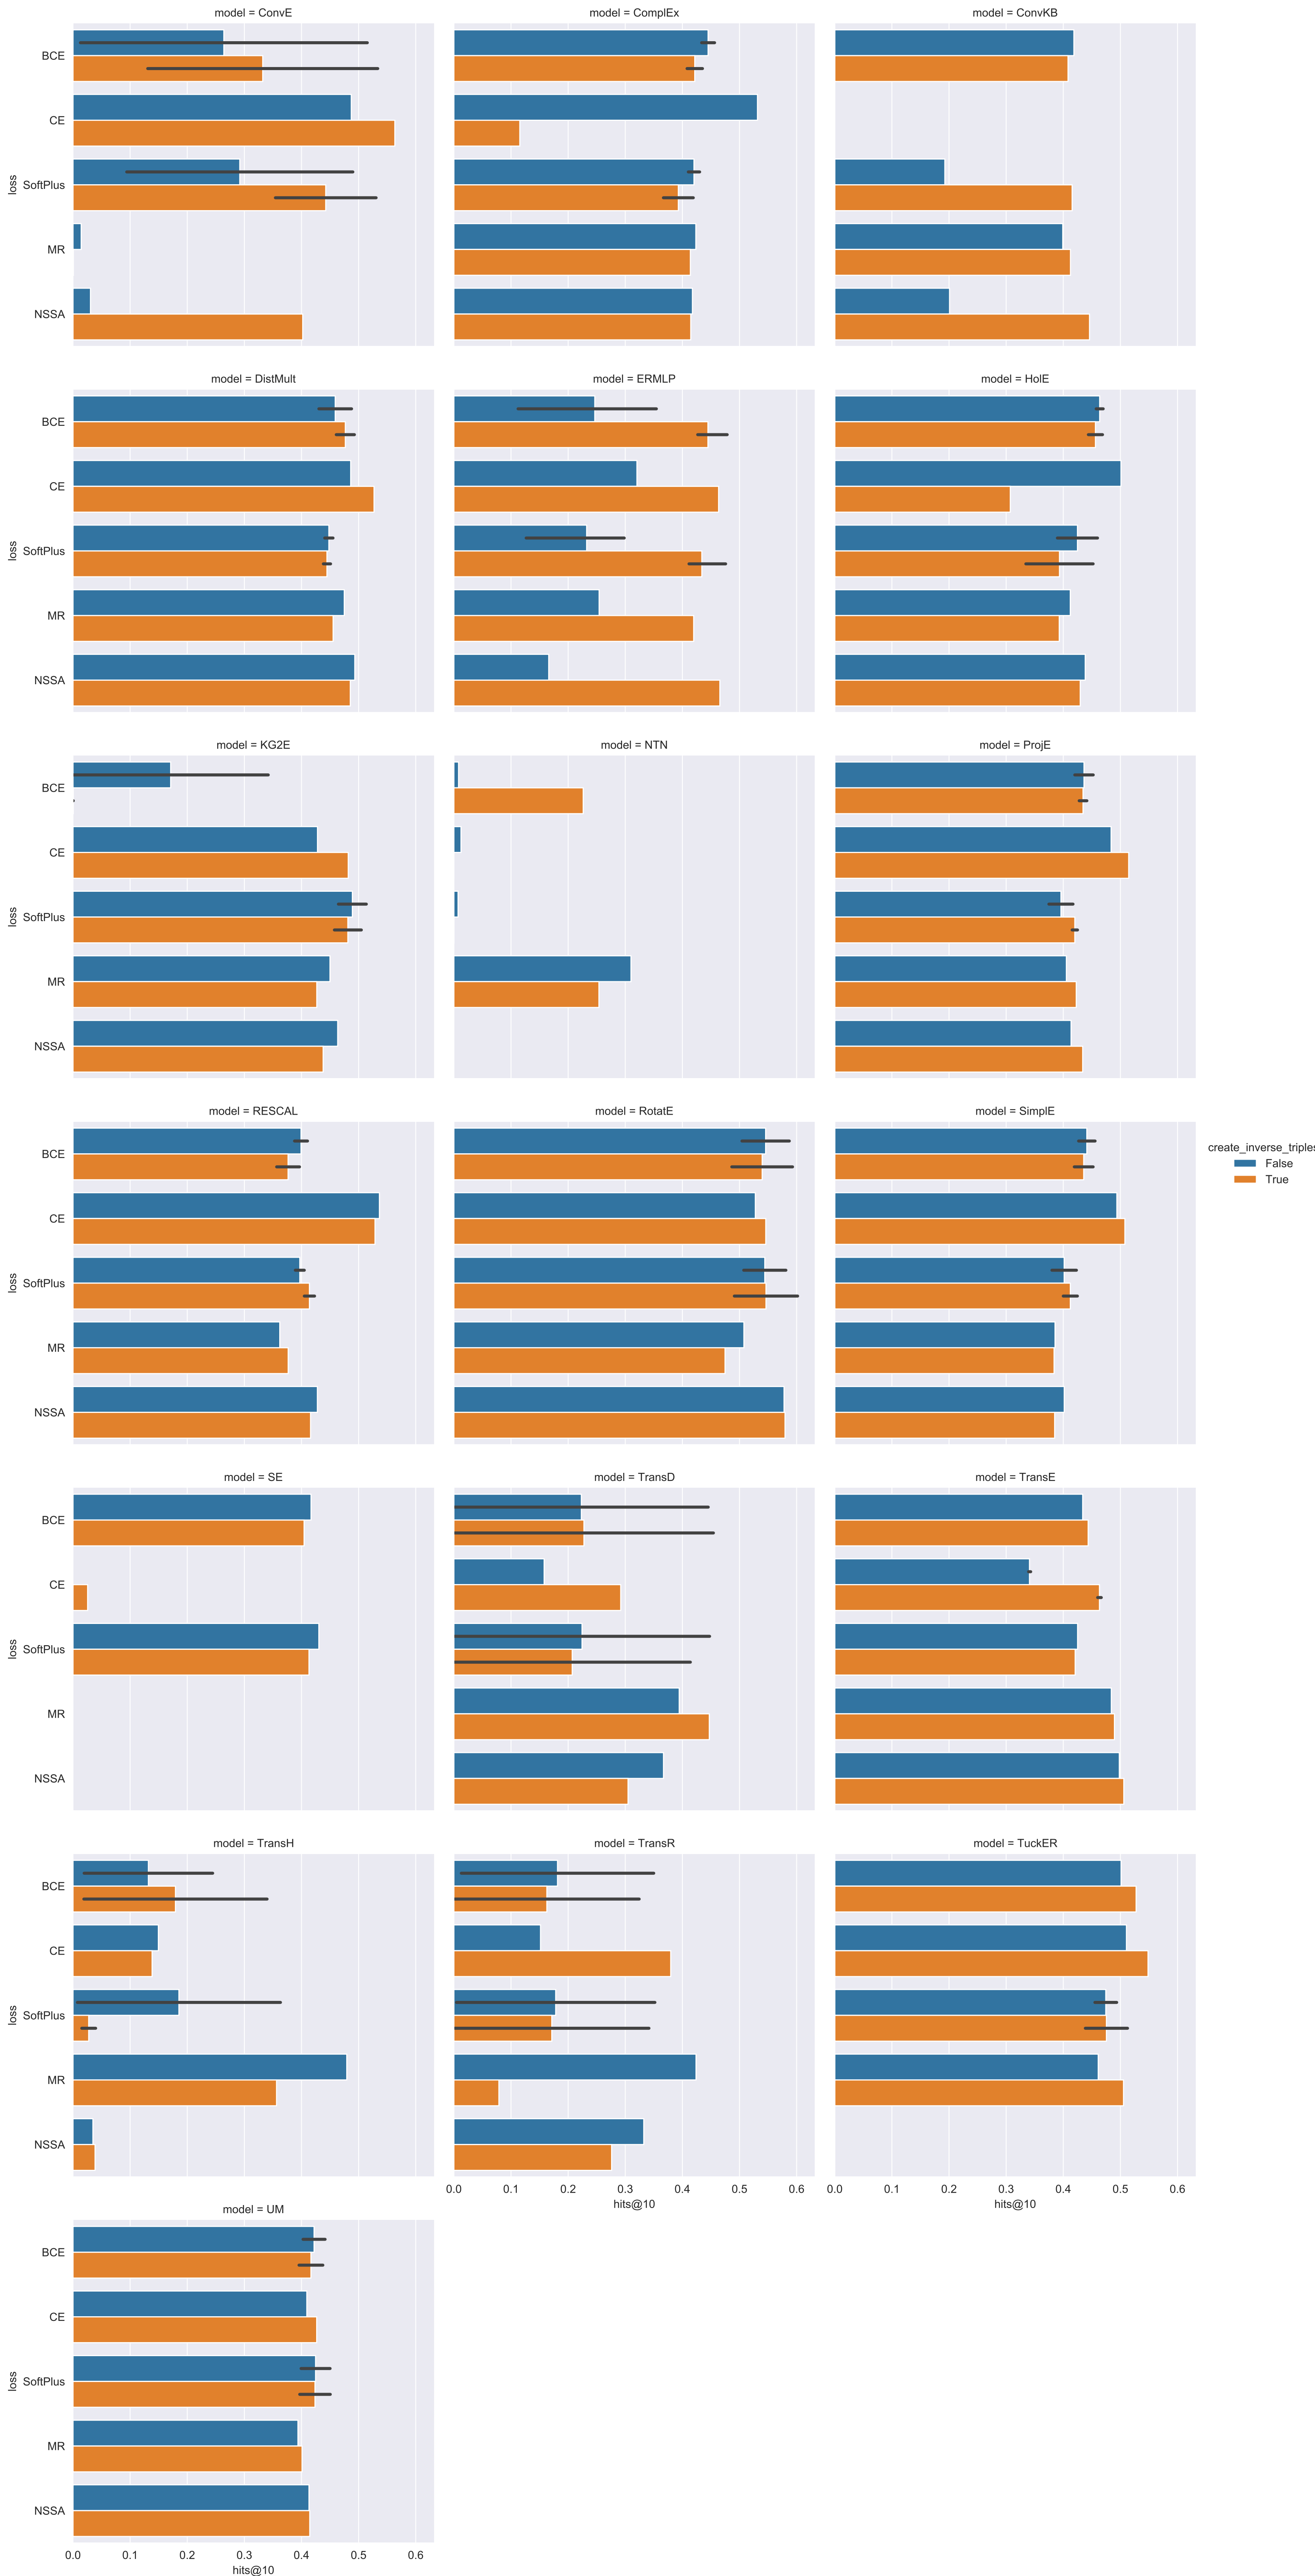 model = ConvE
model = ComplEx
model = ConvKB
BCE
CE
SoftPlus
MR
NSSA
loss
model = DistMult
model = ERMLP
model = HolE
BCE
CE
SoftPlus
MR
NSSA
loss
model = KG2E
model = NTN
model = ProjE
BCE
CE
SoftPlus
MR
NSSA
loss
model = RESCAL
model = RotatE
model = SimplE
BCE
CE
SoftPlus
MR
NSSA
loss
create_inverse_triples
False
True
model = SE
model = TransD
model = TransE
BCE
CE
SoftPlus
MR
NSSA
loss
model = TransH
model = TransR
model = TuckER
BCE
CE
SoftPlus
MR
NSSA
loss
0.0 0.1 0.2 0.3 0.4 0.5 0.6
hits@10
0.0 0.1 0.2 0.3 0.4 0.5 0.6
hits@10
model = UM
BCE
CE
SoftPlus
MR
NSSA
loss
0.0 0.1 0.2 0.3 0.4 0.5 0.6
hits@10